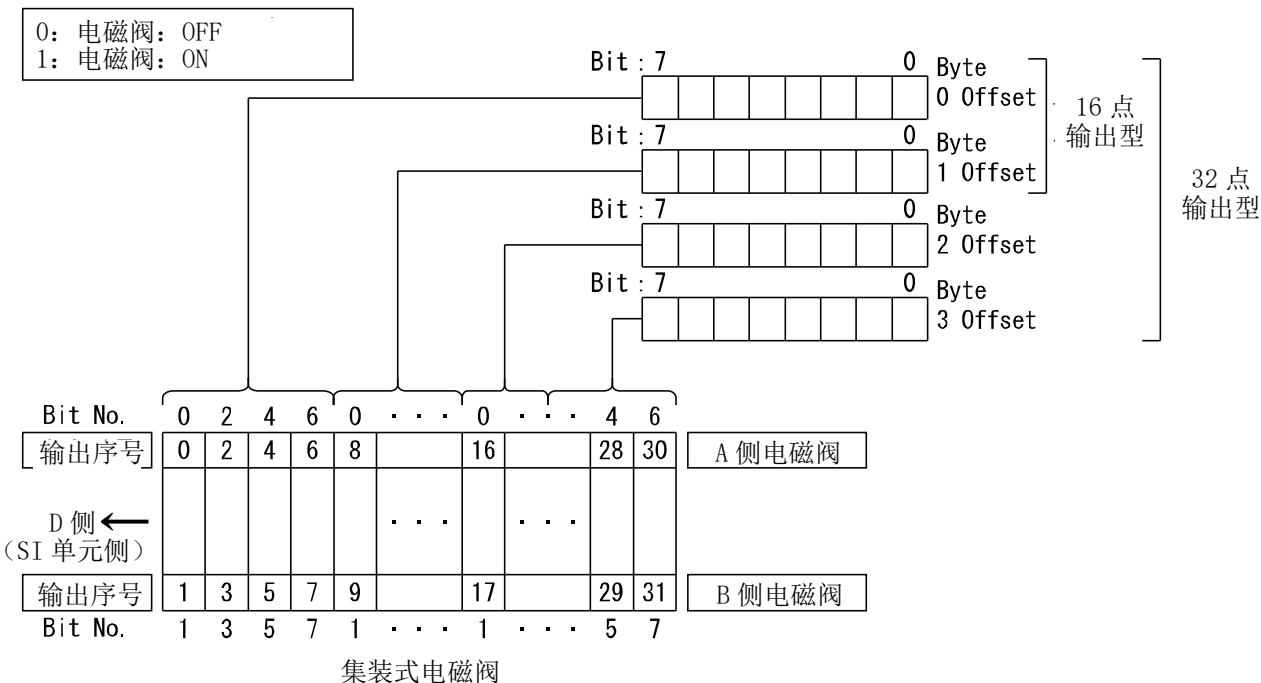 0：电磁阀：OFF
1：电磁阀：ON
Bit : 7 0 Byte
0 Offset
Bit : 7 0 Byte
1 Offset
Bit : 7 0 Byte
2 Offset
Bit : 7 0 Byte
3 Offset
16 点
输出型
32 点
输出型
Bit No. 0 2 4 6 0 · · · 0 · · · 4 6
输出序号 0 2 4 6 8 16 28 30 A 侧电磁阀
D 侧 ← · · · · · ·
（SI 单元侧）
输出序号 1 3 5 7 9 17 29 31 B 侧电磁阀
Bit No. 1 3 5 7 1 · · · 1 · · · 5 7
集装式电磁阀